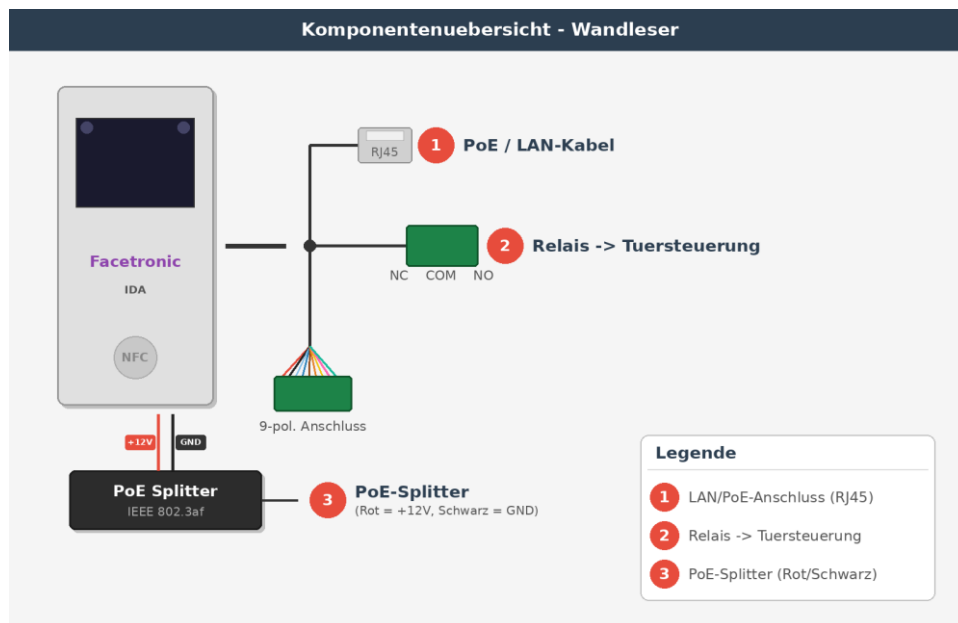 Komponentenuebersicht - Wandleser
RJ45
1
PoE / LAN-Kabel
2
Relais -> Tuersteuerung
NC COM NO
Facetronic
IDA
NFC
9-pol. Anschluss
+12V
GND
PoE Splitter
IEEE 802.3af
3
PoE-Splitter
(Rot = +12V, Schwarz = GND)
Legende
1 LAN/PoE-Anschluss (RJ45)
2 Relais -> Tuersteuerung
3 PoE-Splitter (Rot/Schwarz)